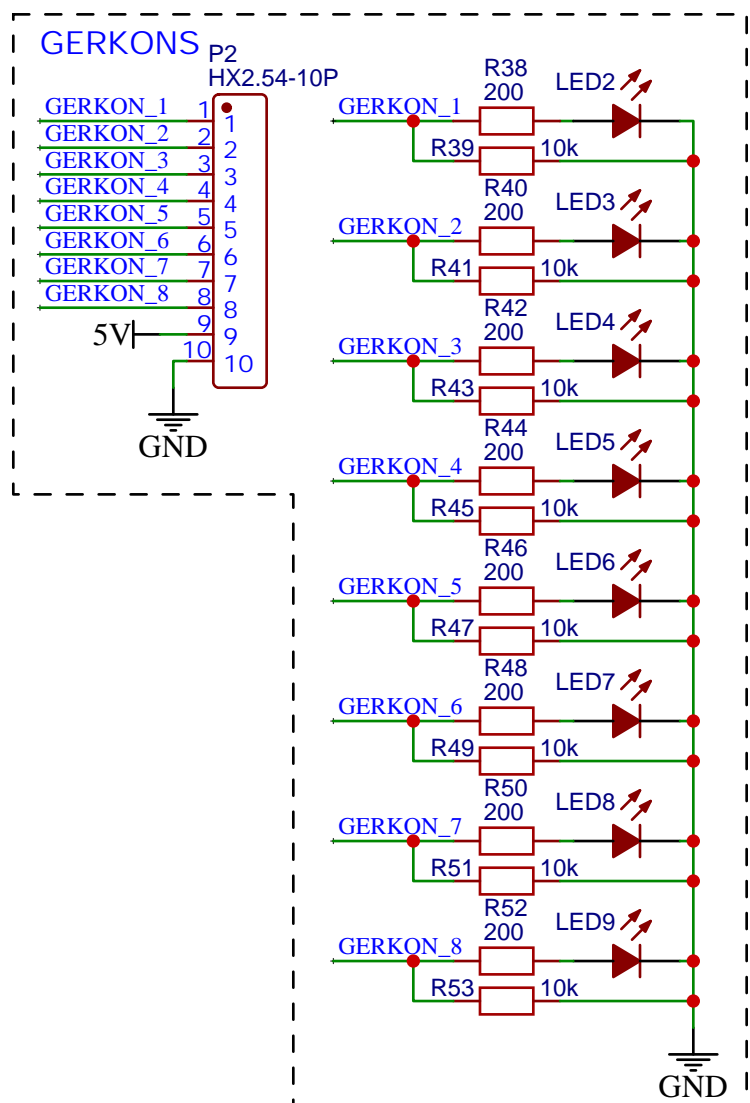 GERKONS
P2
HX2.54-10P
GERKON_1 1 1
GERKON_2 2 2
GERKON_3 3 3
GERKON_4 4 4
GERKON_5 5 5
GERKON_6 6 6
GERKON_7 7 7
GERKON_8 8 8
5V 9 9
10 10
GND
R38 LED2
200
GERKON_1
R39 10k
R40 LED3
200
GERKON_2
R41 10k
R42 LED4
200
GERKON_3
R43 10k
R44 LED5
200
GERKON_4
R45 10k
R46 LED6
200
GERKON_5
R47 10k
R48 LED7
200
GERKON_6
R49 10k
R50 LED8
200
GERKON_7
R51 10k
R52 LED9
200
GERKON_8
R53 10k
GND